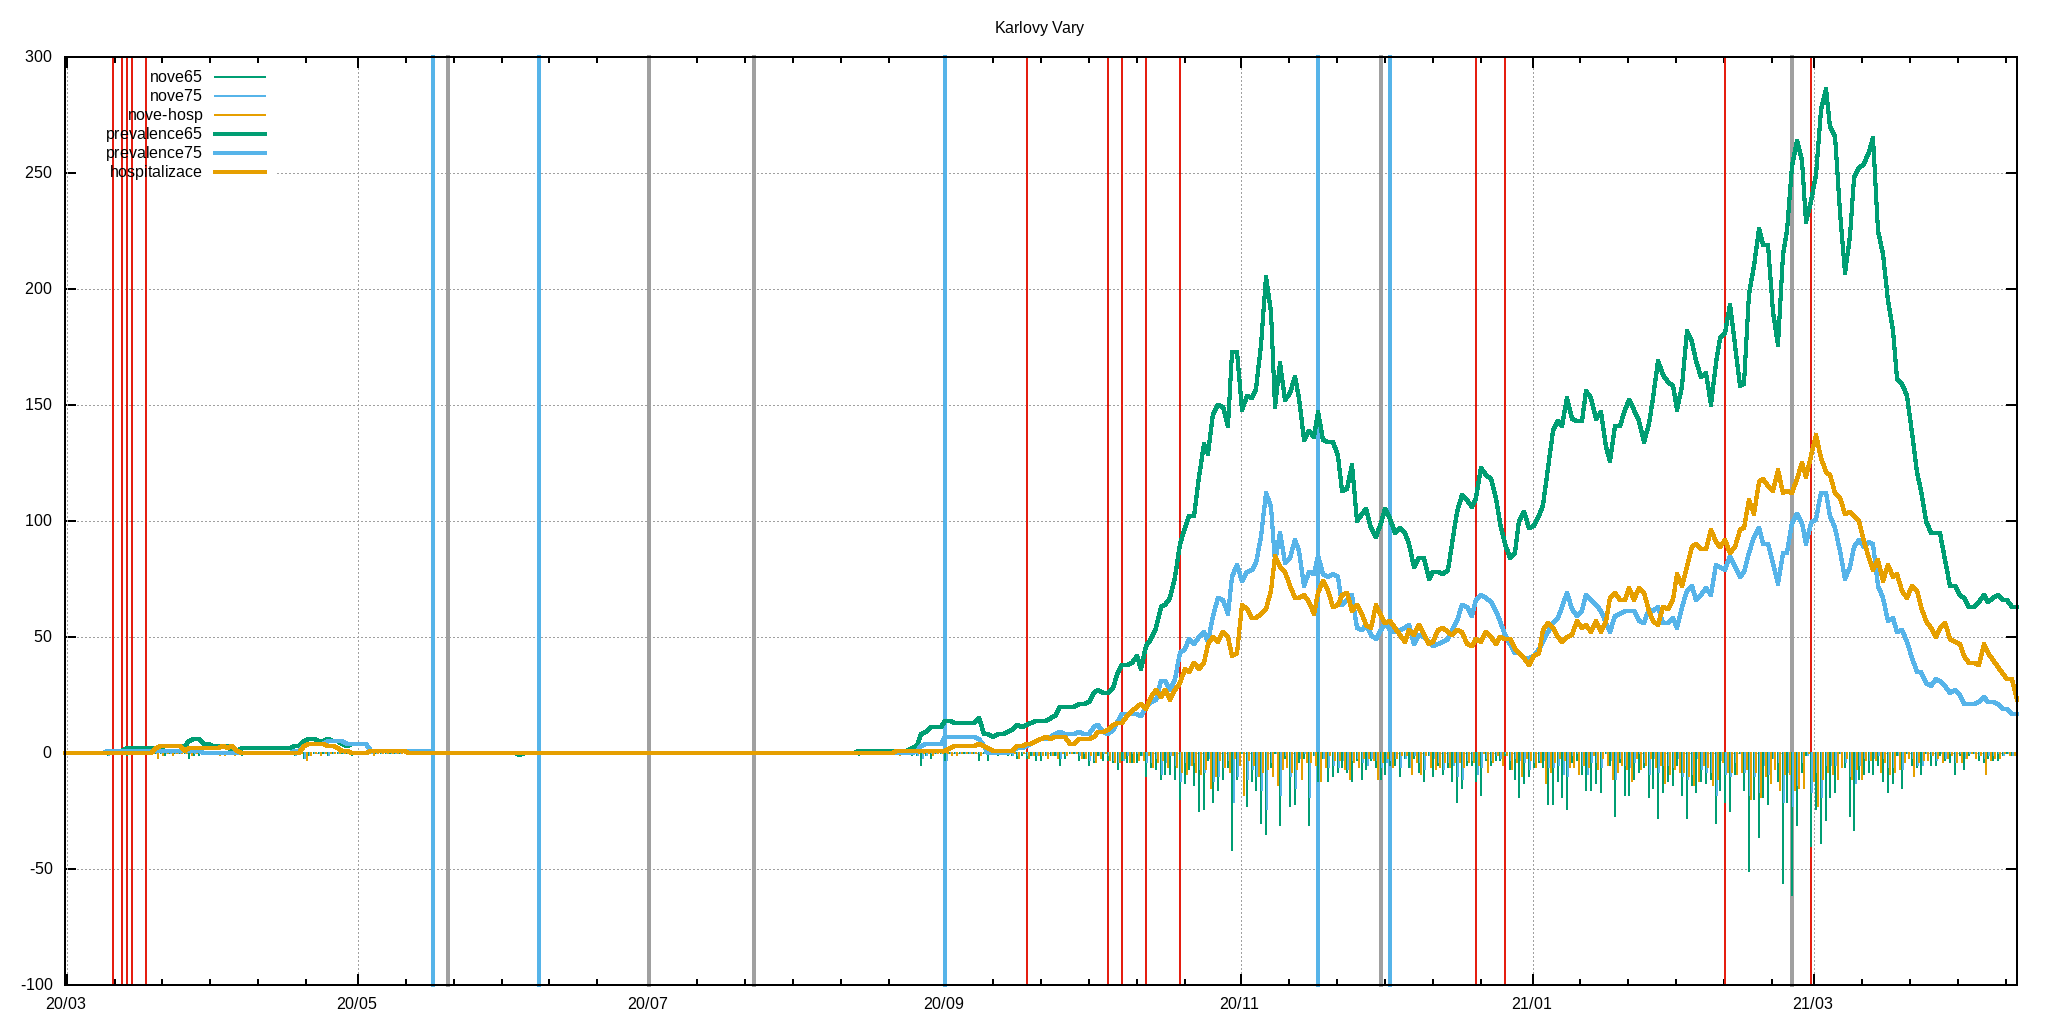 Karlovy Vary
300
nove65
nove75
nove-hosp
prevalence65
prevalence75
hospitalizace
250
200
150
100
50
0
-50
-100
20/03 20/05 20/07 20/09 20/11 21/01 21/03